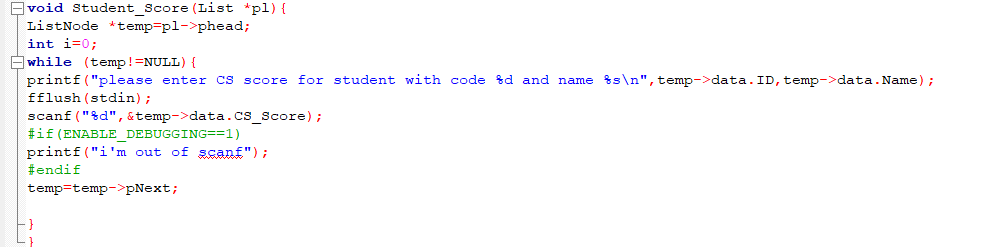 void Student_Score(List *pl){
ListNode *temp=pl->phead;
int i=0;
while (temp!=NULL){
printf("please enter CS score for student with code %d and name %s\n",temp->data.ID,temp->data.Name);
fflush(stdin);
scanf("%d",&temp->data.CS_Score);
#if(ENABLE_DEBUGGING==1)
printf("i'm out of scanf");
#endif
temp=temp->pNext;
}
}